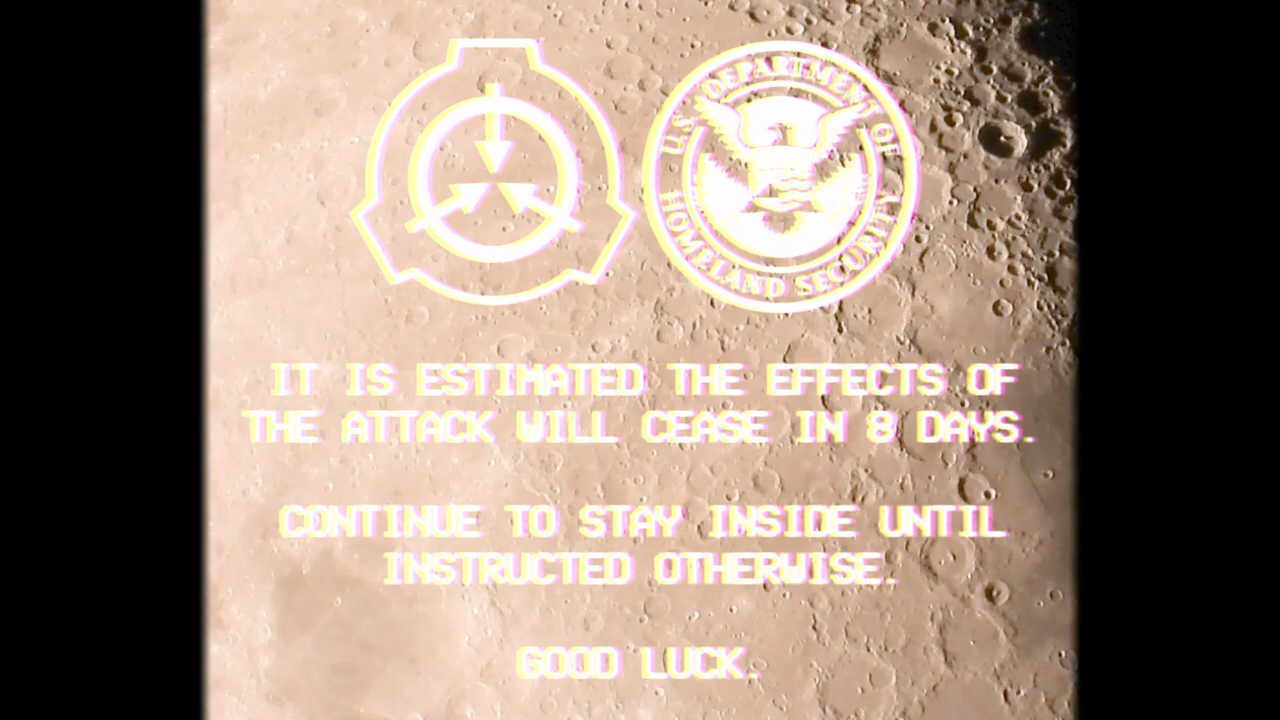 U.S. DEPARTMENT OF
HOMELAND SECURITY
IT IS ESTIMATED THE EFFECTS OF
THE ATTACK WILL CEASE IN 8 DAYS.
CONTINUE TO STAY INSIDE UNTIL
INSTRUCTED OTHERWISE.
GOOD LUCK.